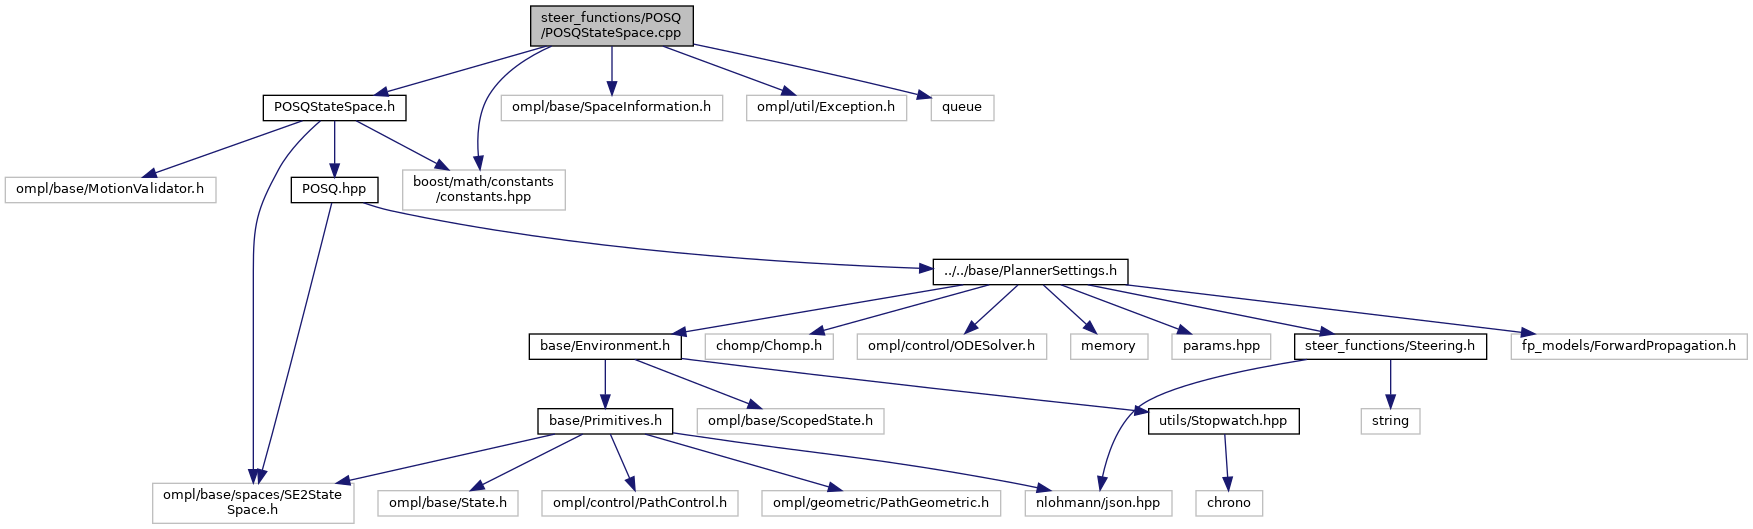 steer_functions/POSQ
/POSQStateSpace.cpp
POSQStateSpace.h
ompl/base/SpaceInformation.h
ompl/util/Exception.h
queue
ompl/base/MotionValidator.h
POSQ.hpp
boost/math/constants
/constants.hpp
../../base/PlannerSettings.h
base/Environment.h
chomp/Chomp.h
ompl/control/ODESolver.h
memory
params.hpp
steer_functions/Steering.h
fp_models/ForwardPropagation.h
base/Primitives.h
ompl/base/ScopedState.h
utils/Stopwatch.hpp
string
ompl/base/spaces/SE2State
Space.h
ompl/base/State.h
ompl/control/PathControl.h
ompl/geometric/PathGeometric.h
nlohmann/json.hpp
chrono